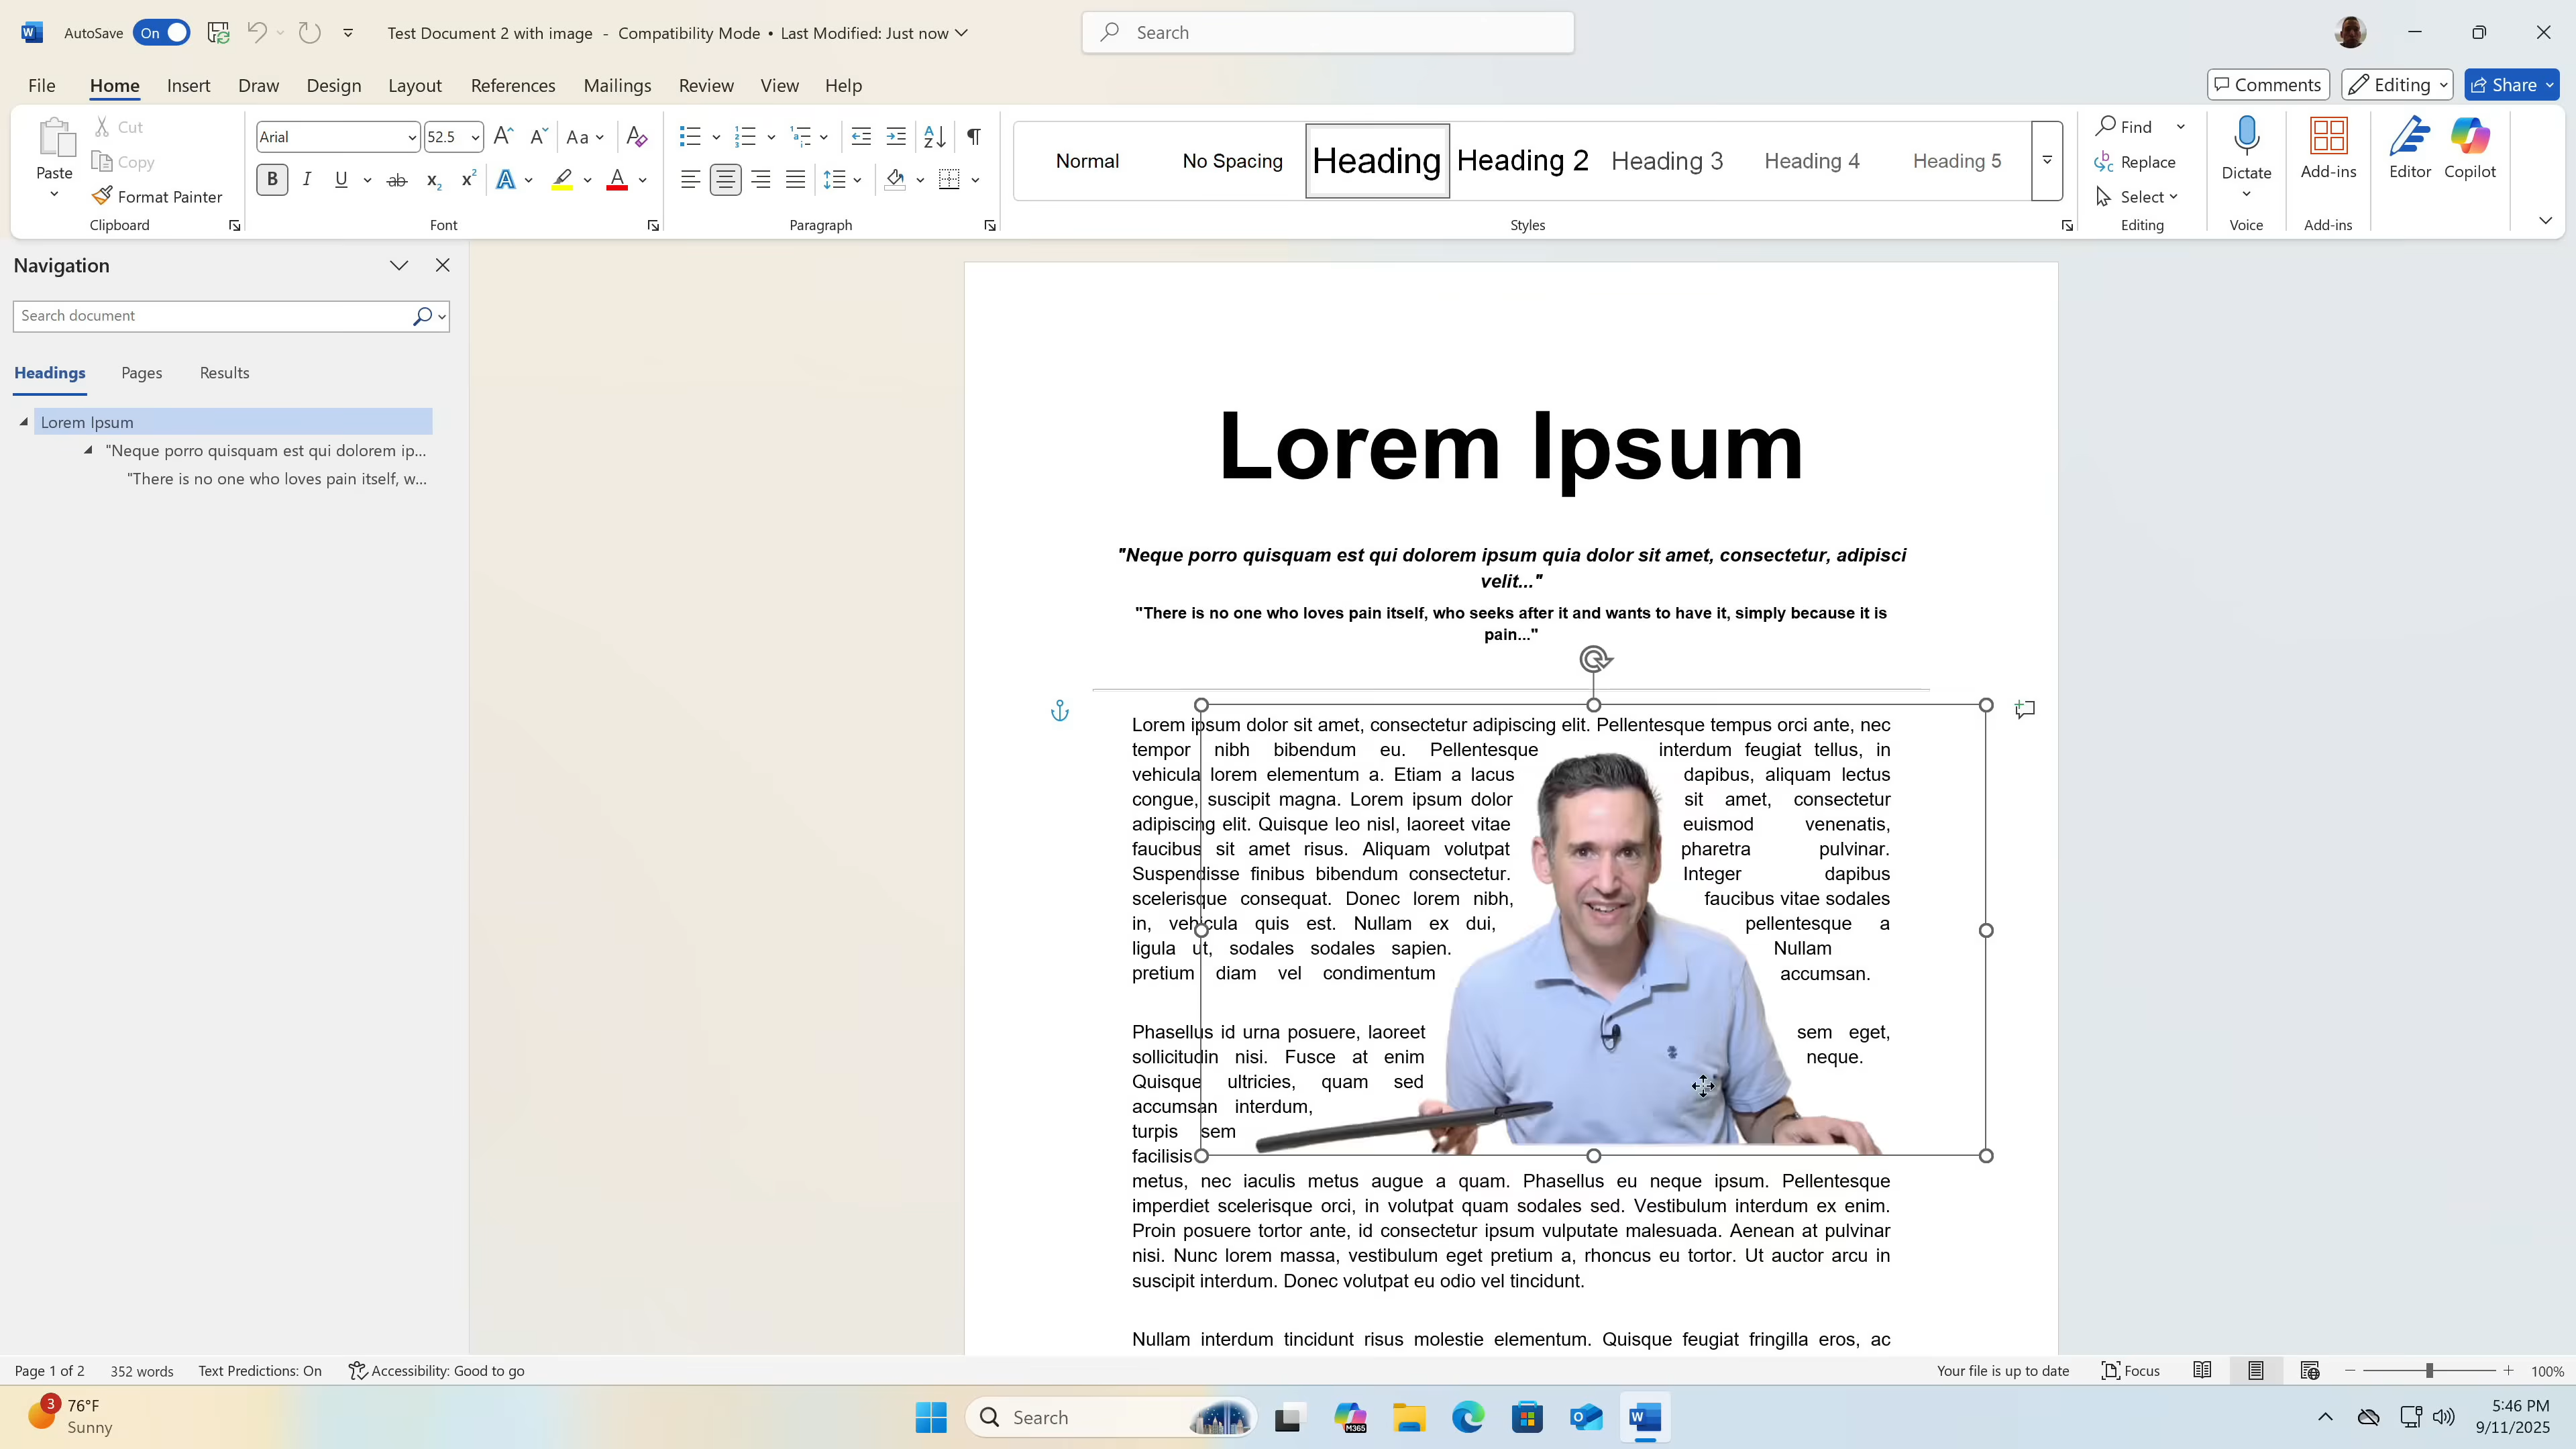 AutoSave On Test Document 2 with image - Compatibility Mode • Last Modified: Just now Search
File Home Insert Draw Design Layout References Mailings Review View Help Comments Editing Share
Paste Cut Copy Format Painter Clipboard
Arial 52.5 Aa Font
Paragraph
Normal No Spacing Heading Heading 2 Heading 3 Heading 4 Heading 5 Styles
Find Replace Select Editing
Dictate Voice
Add-ins Add-ins
Editor Copilot
Navigation
Search document
Headings Pages Results
Lorem Ipsum
"Neque porro quisquam est qui dolorem ip...
"There is no one who loves pain itself, w...
Lorem Ipsum
"Neque porro quisquam est qui dolorem ipsum quia dolor sit amet, consectetur, adipisci
velit..."
"There is no one who loves pain itself, who seeks after it and wants to have it, simply because it is
pain..."
Lorem ipsum dolor sit amet, consectetur adipiscing elit. Pellentesque tempus orci ante, nec
tempor nibh bibendum eu. Pellentesque interdum feugiat tellus, in
vehicula lorem elementum a. Etiam a lacus dapibus, aliquam lectus
congue, suscipit magna. Lorem ipsum dolor sit amet, consectetur
adipiscing elit. Quisque leo nisl, laoreet vitae euismod venenatis,
faucibus sit amet risus. Aliquam volutpat pharetra pulvinar.
Suspendisse finibus bibendum consectetur. Integer dapibus
scelerisque consequat. Donec lorem nibh, faucibus vitae sodales
in, vehicula quis est. Nullam ex dui, pellentesque a
ligula ut, sodales sodales sapien. Nullam
pretium diam vel condimentum accumsan.
Phasellus id urna posuere, laoreet sem eget,
sollicitudin nisi. Fusce at enim neque.
Quisque ultricies, quam sed
accumsan interdum,
turpis sem
facilisis
metus, nec iaculis metus augue a quam. Phasellus eu neque ipsum. Pellentesque
imperdiet scelerisque orci, in volutpat quam sodales sed. Vestibulum interdum ex enim.
Proin posuere tortor ante, id consectetur ipsum vulputate malesuada. Aenean at pulvinar
nisi. Nunc lorem massa, vestibulum eget pretium a, rhoncus eu tortor. Ut auctor arcu in
suscipit interdum. Donec volutpat eu odio vel tincidunt.
Nullam interdum tincidunt risus molestie elementum. Quisque feugiat fringilla eros, ac
Page 1 of 2 352 words Text Predictions: On Accessibility: Good to go Your file is up to date Focus 100%
3 76°F
Sunny
Search
M365
5:46 PM
9/11/2025